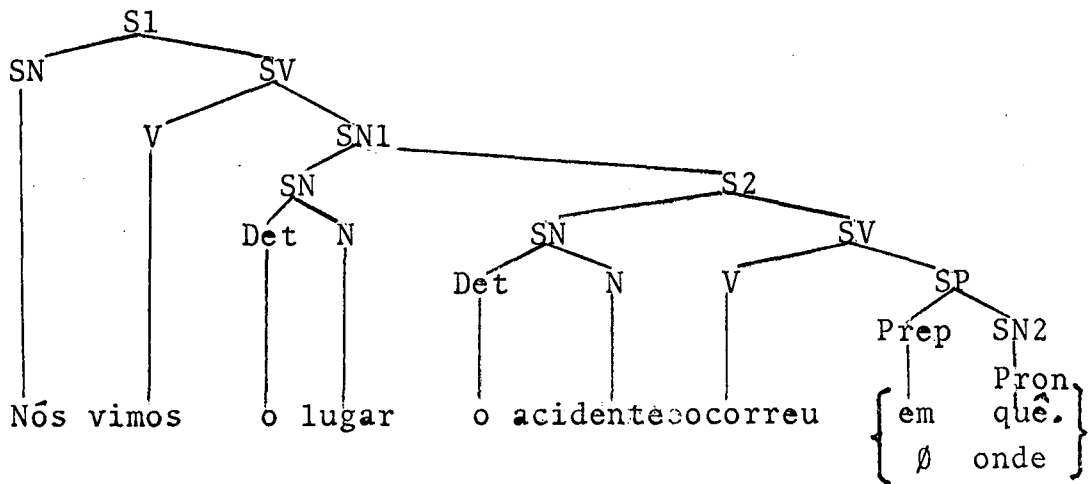 S1
SN SV
V SN1
SN S2
Det N SN SV
Det N V SP
Prep SN2
Pron
Nós vimos o lugar o acidente ocorreu em quê.
Ø onde